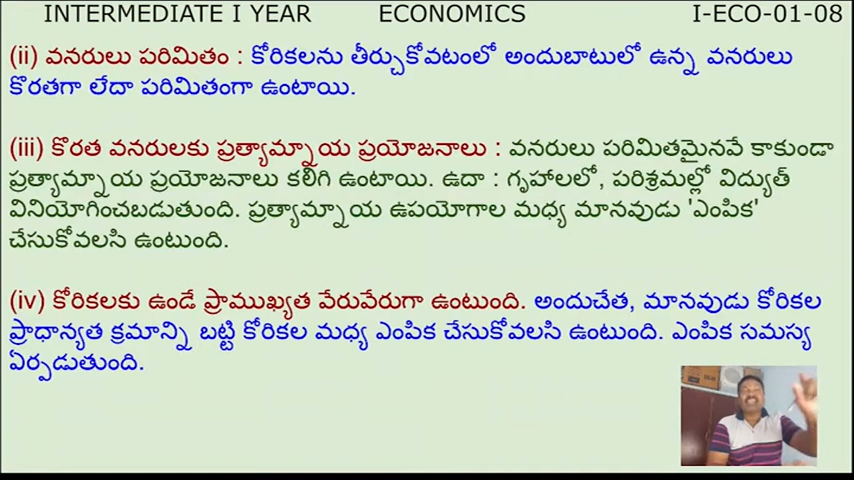 INTERMEDIATE I YEAR ECONOMICS I-ECO-01-08
(ii) వనరులు పరిమితం : కోరికలను తీర్చుకోవటంలో అందుబాటులో ఉన్న వనరులు
కొరతగా లేదా పరిమితంగా ఉంటాయి.
(iii) కొరత వనరులకు ప్రత్యామ్నాయ ప్రయోజనాలు : వనరులు పరిమితమైనవే కాకుండా
ప్రత్యామ్నాయ ప్రయోజనాలు కలిగి ఉంటాయి. ఉదా : గృహాలలో, పరిశ్రమల్లో విద్యుత్
వినియోగించబడుతుంది. ప్రత్యామ్నాయ ఉపయోగాల మధ్య మానవుడు 'ఎంపిక'
చేసుకోవలసి ఉంటుంది.
(iv) కోరికలకు ఉండే ప్రాముఖ్యత వేరువేరుగా ఉంటుంది. అందుచేత, మానవుడు కోరికల
ప్రాధాన్యత క్రమాన్ని బట్టి కోరికల మధ్య ఎంపిక చేసుకోవలసి ఉంటుంది. ఎంపిక సమస్య
ఏర్పడుతుంది.